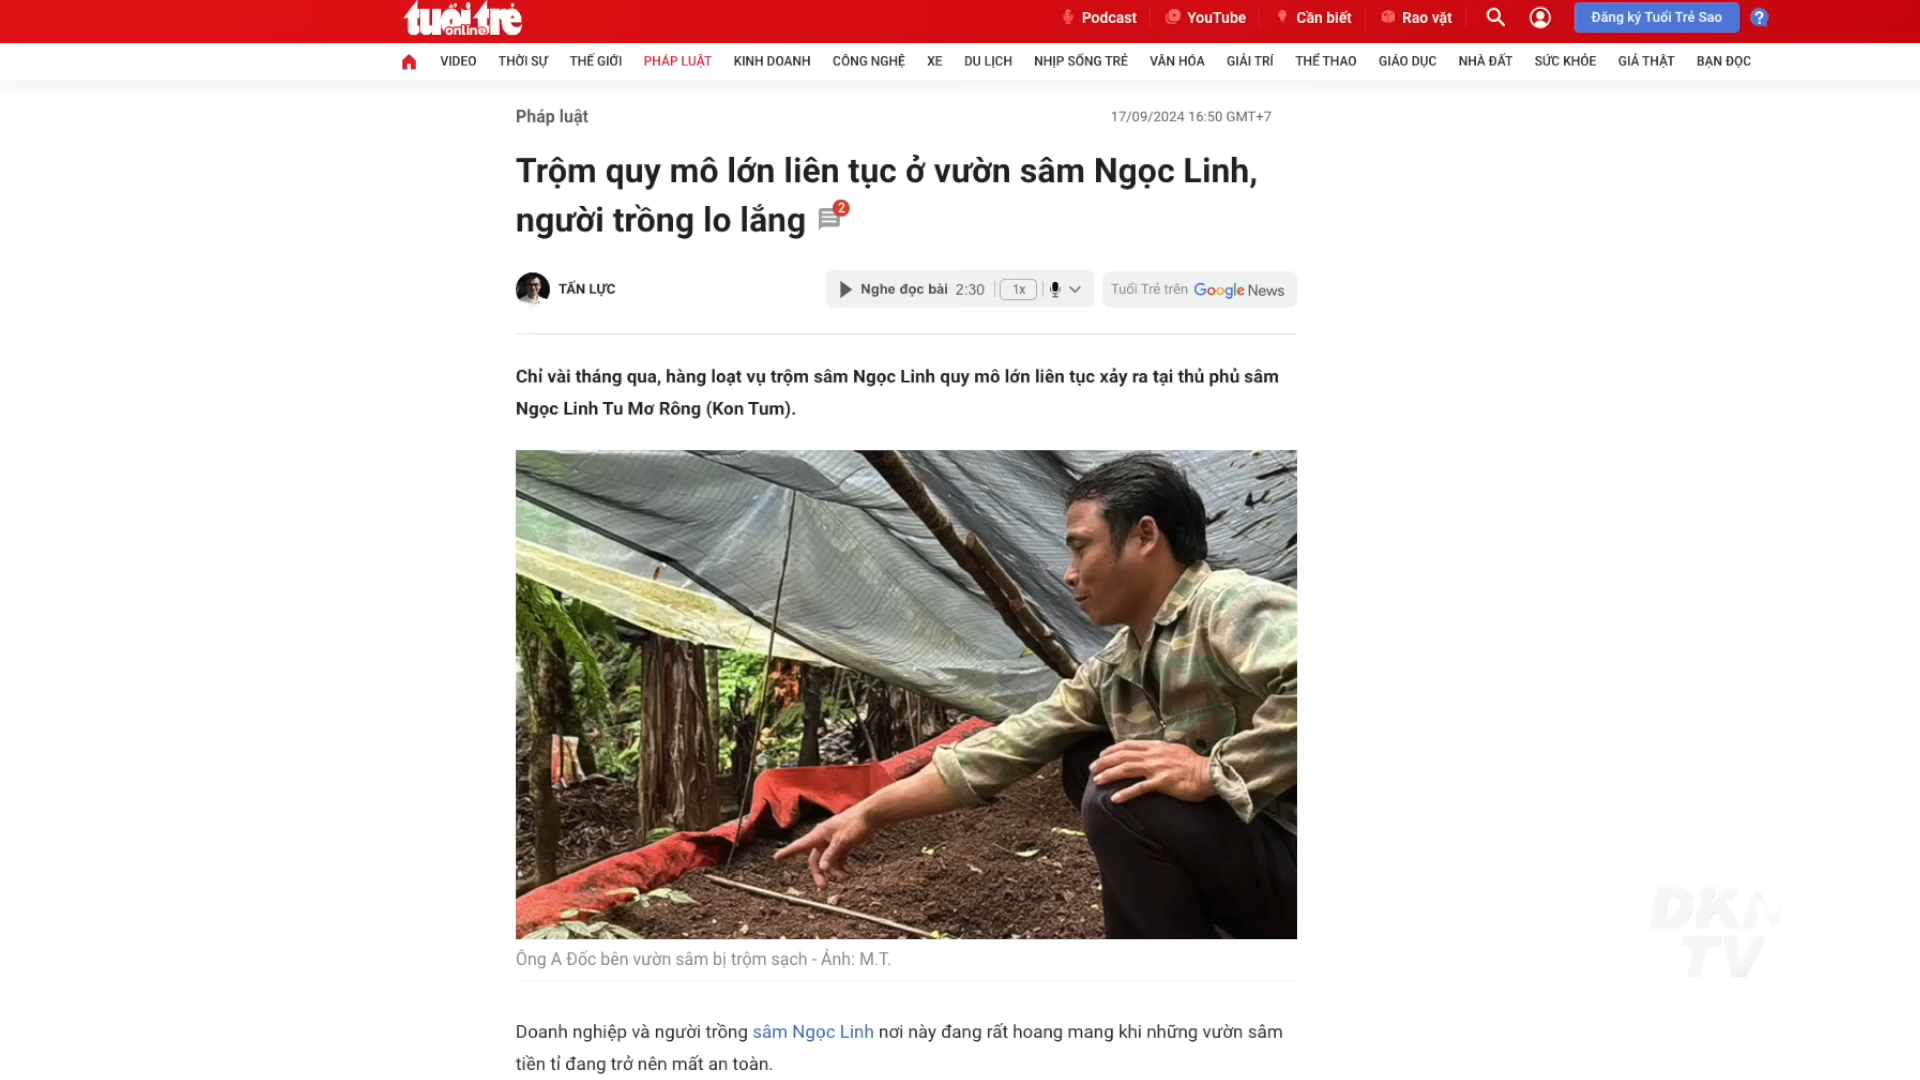 tuổi trẻ
online
Podcast
YouTube
Cần biết
Rao vặt
Đăng ký Tuổi Trẻ Sao
?
VIDEO
THỜI SỰ
THẾ GIỚI
PHÁP LUẬT
KINH DOANH
CÔNG NGHỆ
XE
DU LỊCH
NHỊP SỐNG TRẺ
VĂN HÓA
GIẢI TRÍ
THỂ THAO
GIÁO DỤC
NHÀ ĐẤT
SỨC KHỎE
GIẢ THẬT
BẠN ĐỌC
Pháp luật
17/09/2024 16:50 GMT+7
Trộm quy mô lớn liên tục ở vườn sâm Ngọc Linh,
người trồng lo lắng
2
TẤN LỰC
Nghe đọc bài 2:30
1x
Tuổi Trẻ trên Google News
Chỉ vài tháng qua, hàng loạt vụ trộm sâm Ngọc Linh quy mô lớn liên tục xảy ra tại thủ phủ sâm
Ngọc Linh Tu Mơ Rông (Kon Tum).
Ông A Đốc bên vườn sâm bị trộm sạch - Ảnh: M.T.
DKN
TV
Doanh nghiệp và người trồng sâm Ngọc Linh nơi này đang rất hoang mang khi những vườn sâm
tiền tỉ đang trở nên mất an toàn.